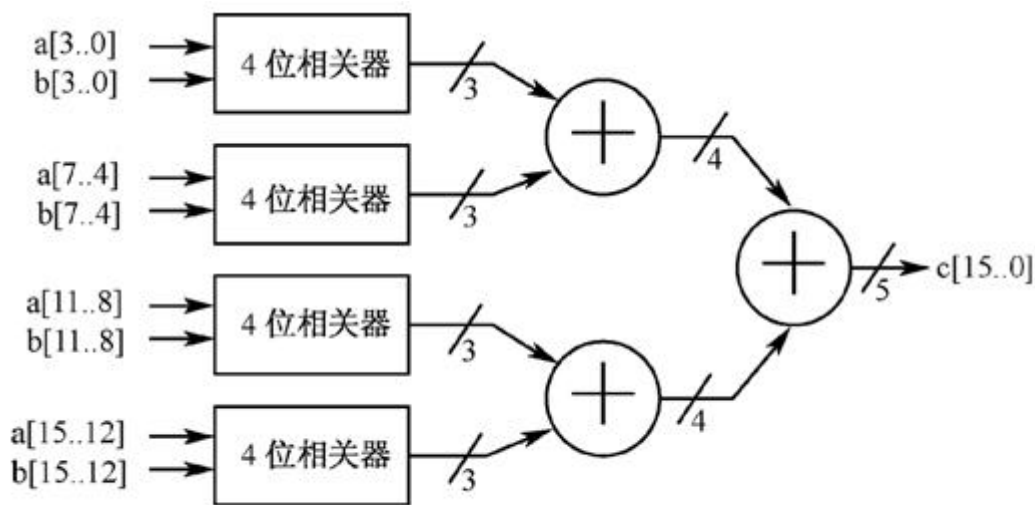 a[3..0]
b[3..0]
4 位相关器
3
a[7..4]
b[7..4]
4 位相关器
3
4
a[11..8]
b[11..8]
4 位相关器
3
a[15..12]
b[15..12]
4 位相关器
3
4
5
c[15..0]